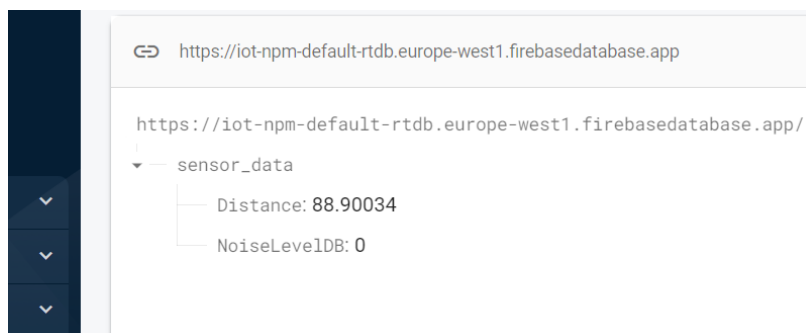 https://iot-npm-default-rtdb.europe-west1.firebasedatabase.app
https://iot-npm-default-rtdb.europe-west1.firebasedatabase.app/
sensor_data
Distance: 88.90034
NoiseLevelDB: 0